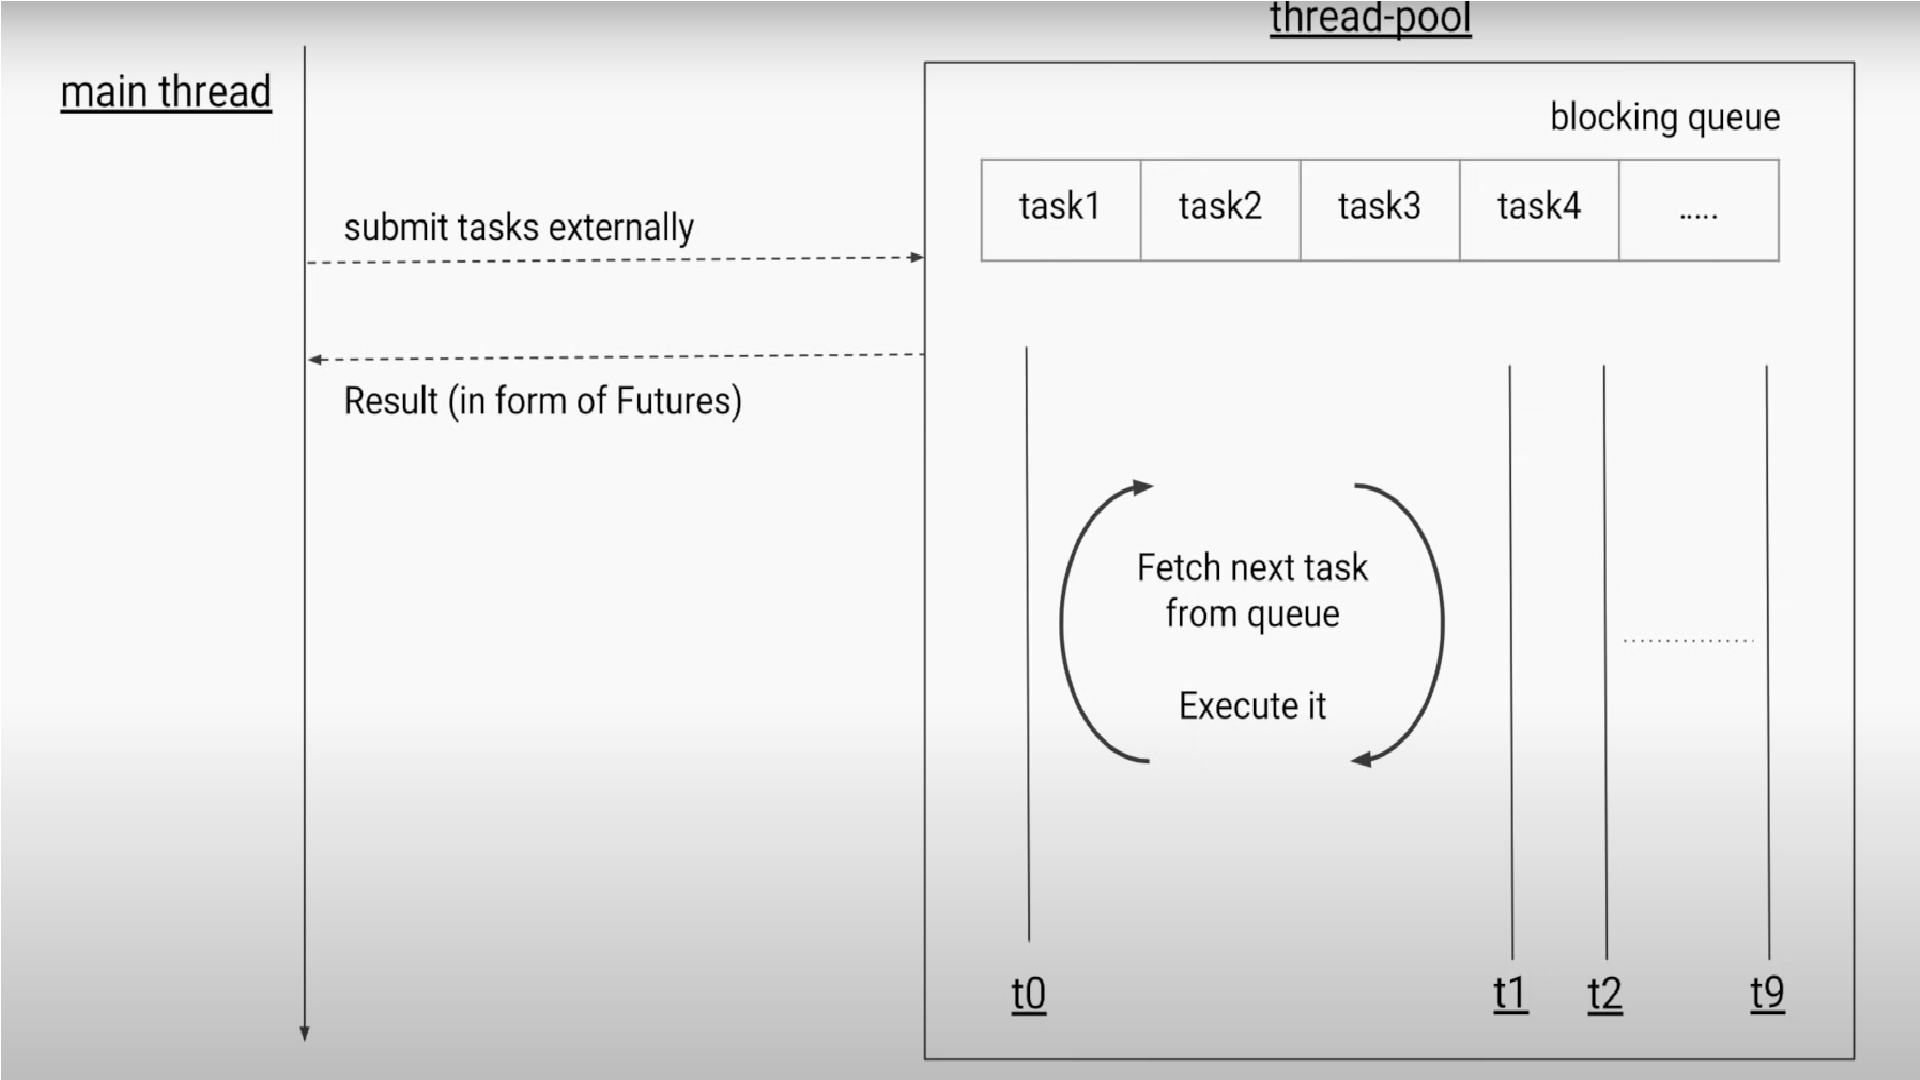 thread-pool
main thread
blocking queue
task1 task2 task3 task4 .....
submit tasks externally
Result (in form of Futures)
Fetch next task
from queue
Execute it
t0 t1 t2 t9